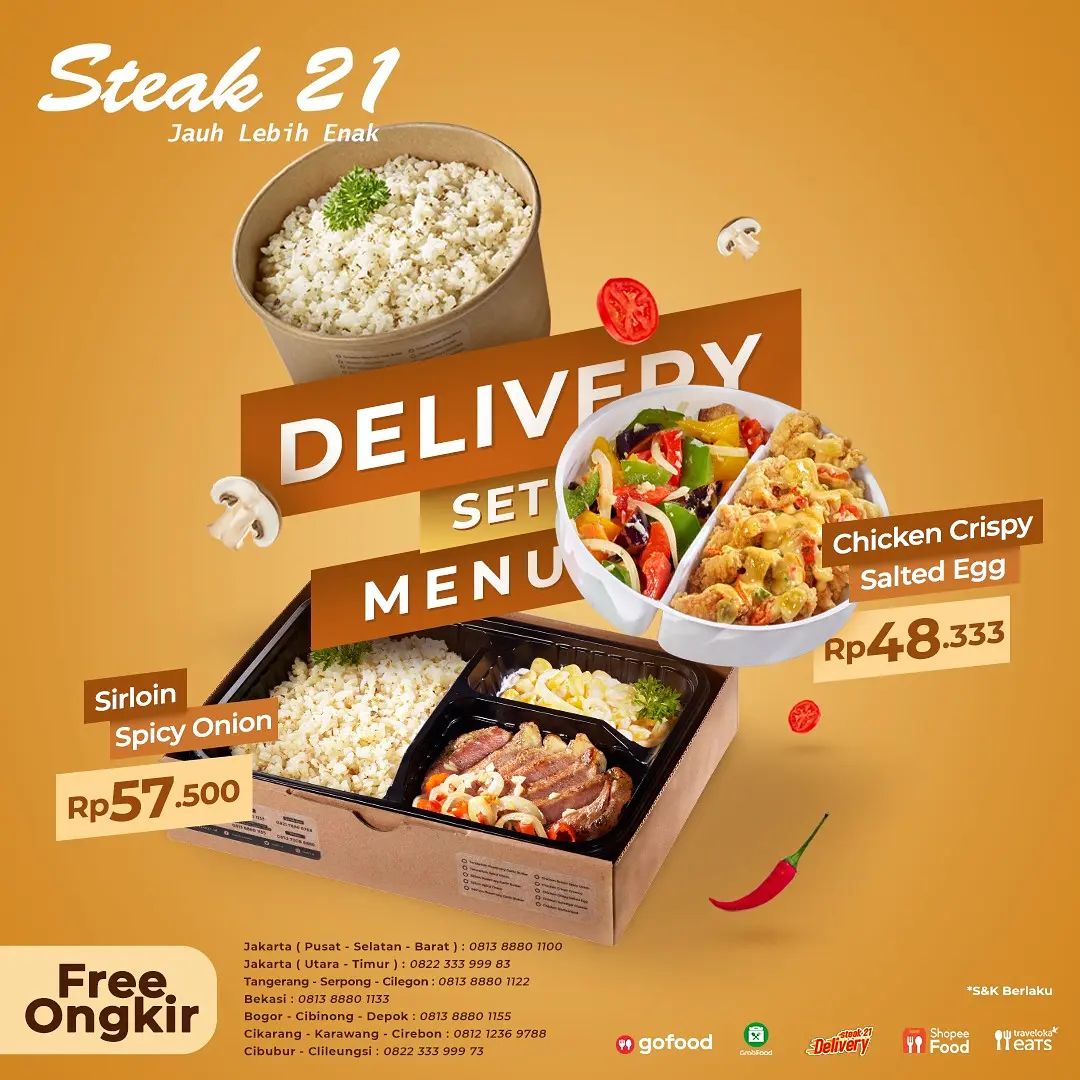 Steak 21
Jauh Lebih Enak
DELIVERY
SET
MENU
Chicken Crispy
Salted Egg
Rp48.333
Sirloin
Spicy Onion
Rp57.500
Free
Ongkir
Jakarta ( Pusat - Selatan - Barat ) : 0813 8880 1100
Jakarta ( Utara - Timur ) : 0822 333 999 83
Tangerang - Serpong - Cilegon : 0813 8880 1122
Bekasi : 0813 8880 1133
Bogor - Cibinong - Depok : 0813 8880 1155
Cikarang - Karawang - Cirebon : 0812 1236 9788
Cibubur - Clileungsi : 0822 333 999 73
*S&K Berlaku
gofood
GrabFood
steak 21
Delivery
Shopee
Food
traveloka
eats